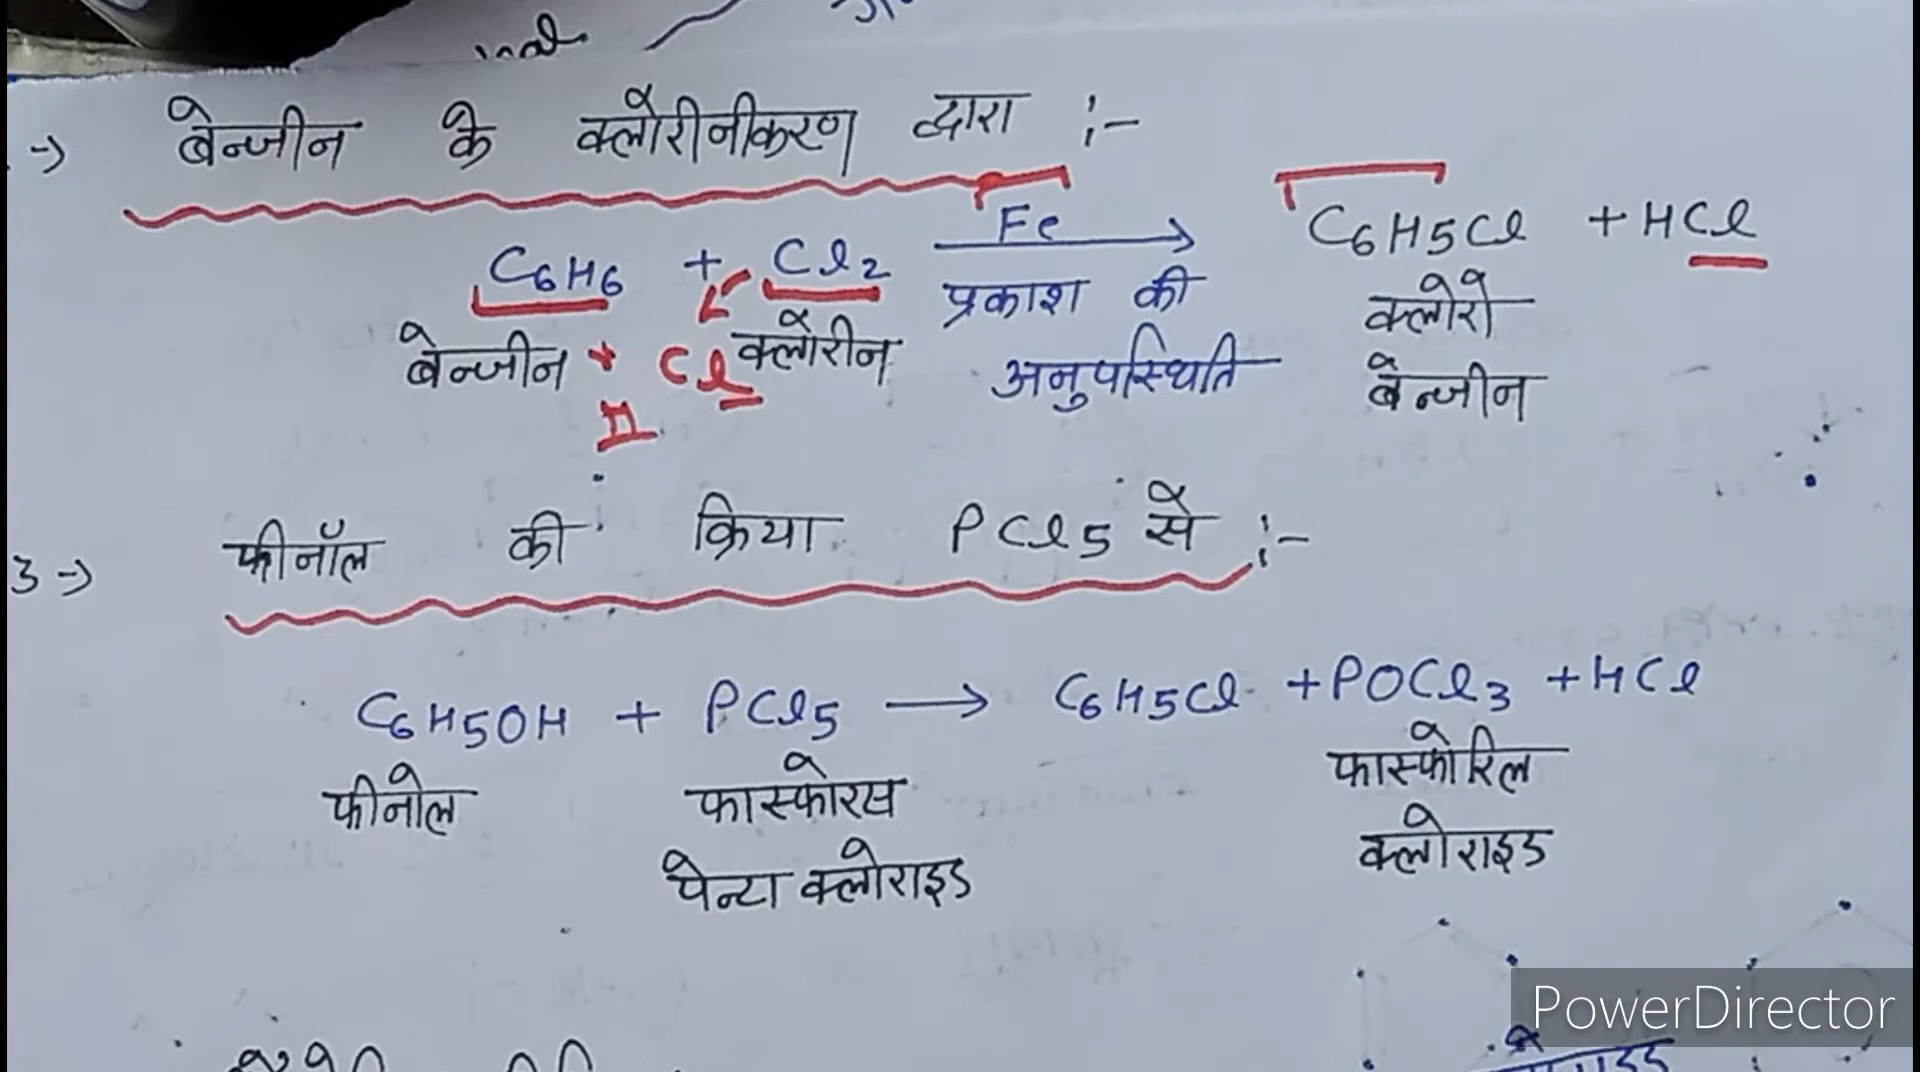 -> बेन्जीन के क्लोरीनीकरण द्वारा :-
C6H6 + Cl2 Fe → C6H5Cl + HCl
बेन्जीन + Cl क्लोरीन प्रकाश की अनुपस्थिति क्लोरो बेन्जीन
3 -> फीनॉल की क्रिया PCl5 से :-
C6H5OH + PCl5 → C6H5Cl + POCl3 + HCl
फीनोल फास्फोरस फास्फोरिल
पेन्टा क्लोराइड क्लोराइड
PowerDirector